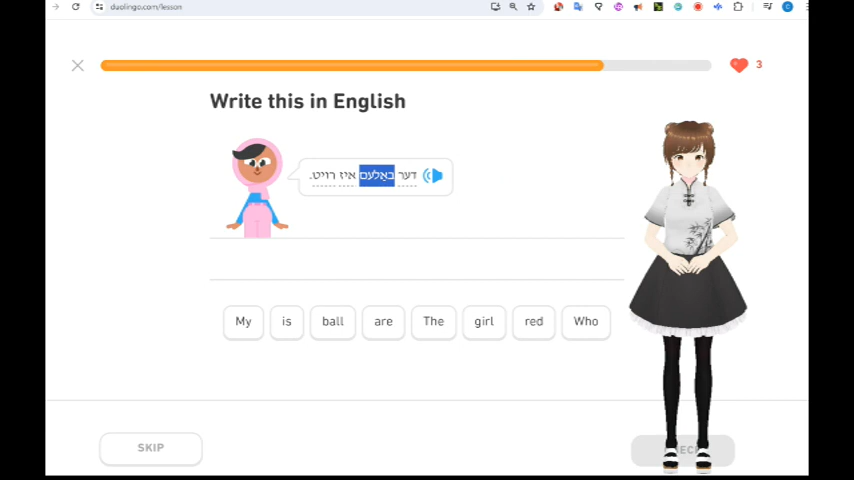 duolingo.com/lesson
3
Write this in English
דער באַלעם איז רויט.
My is ball are The girl red Who
SKIP